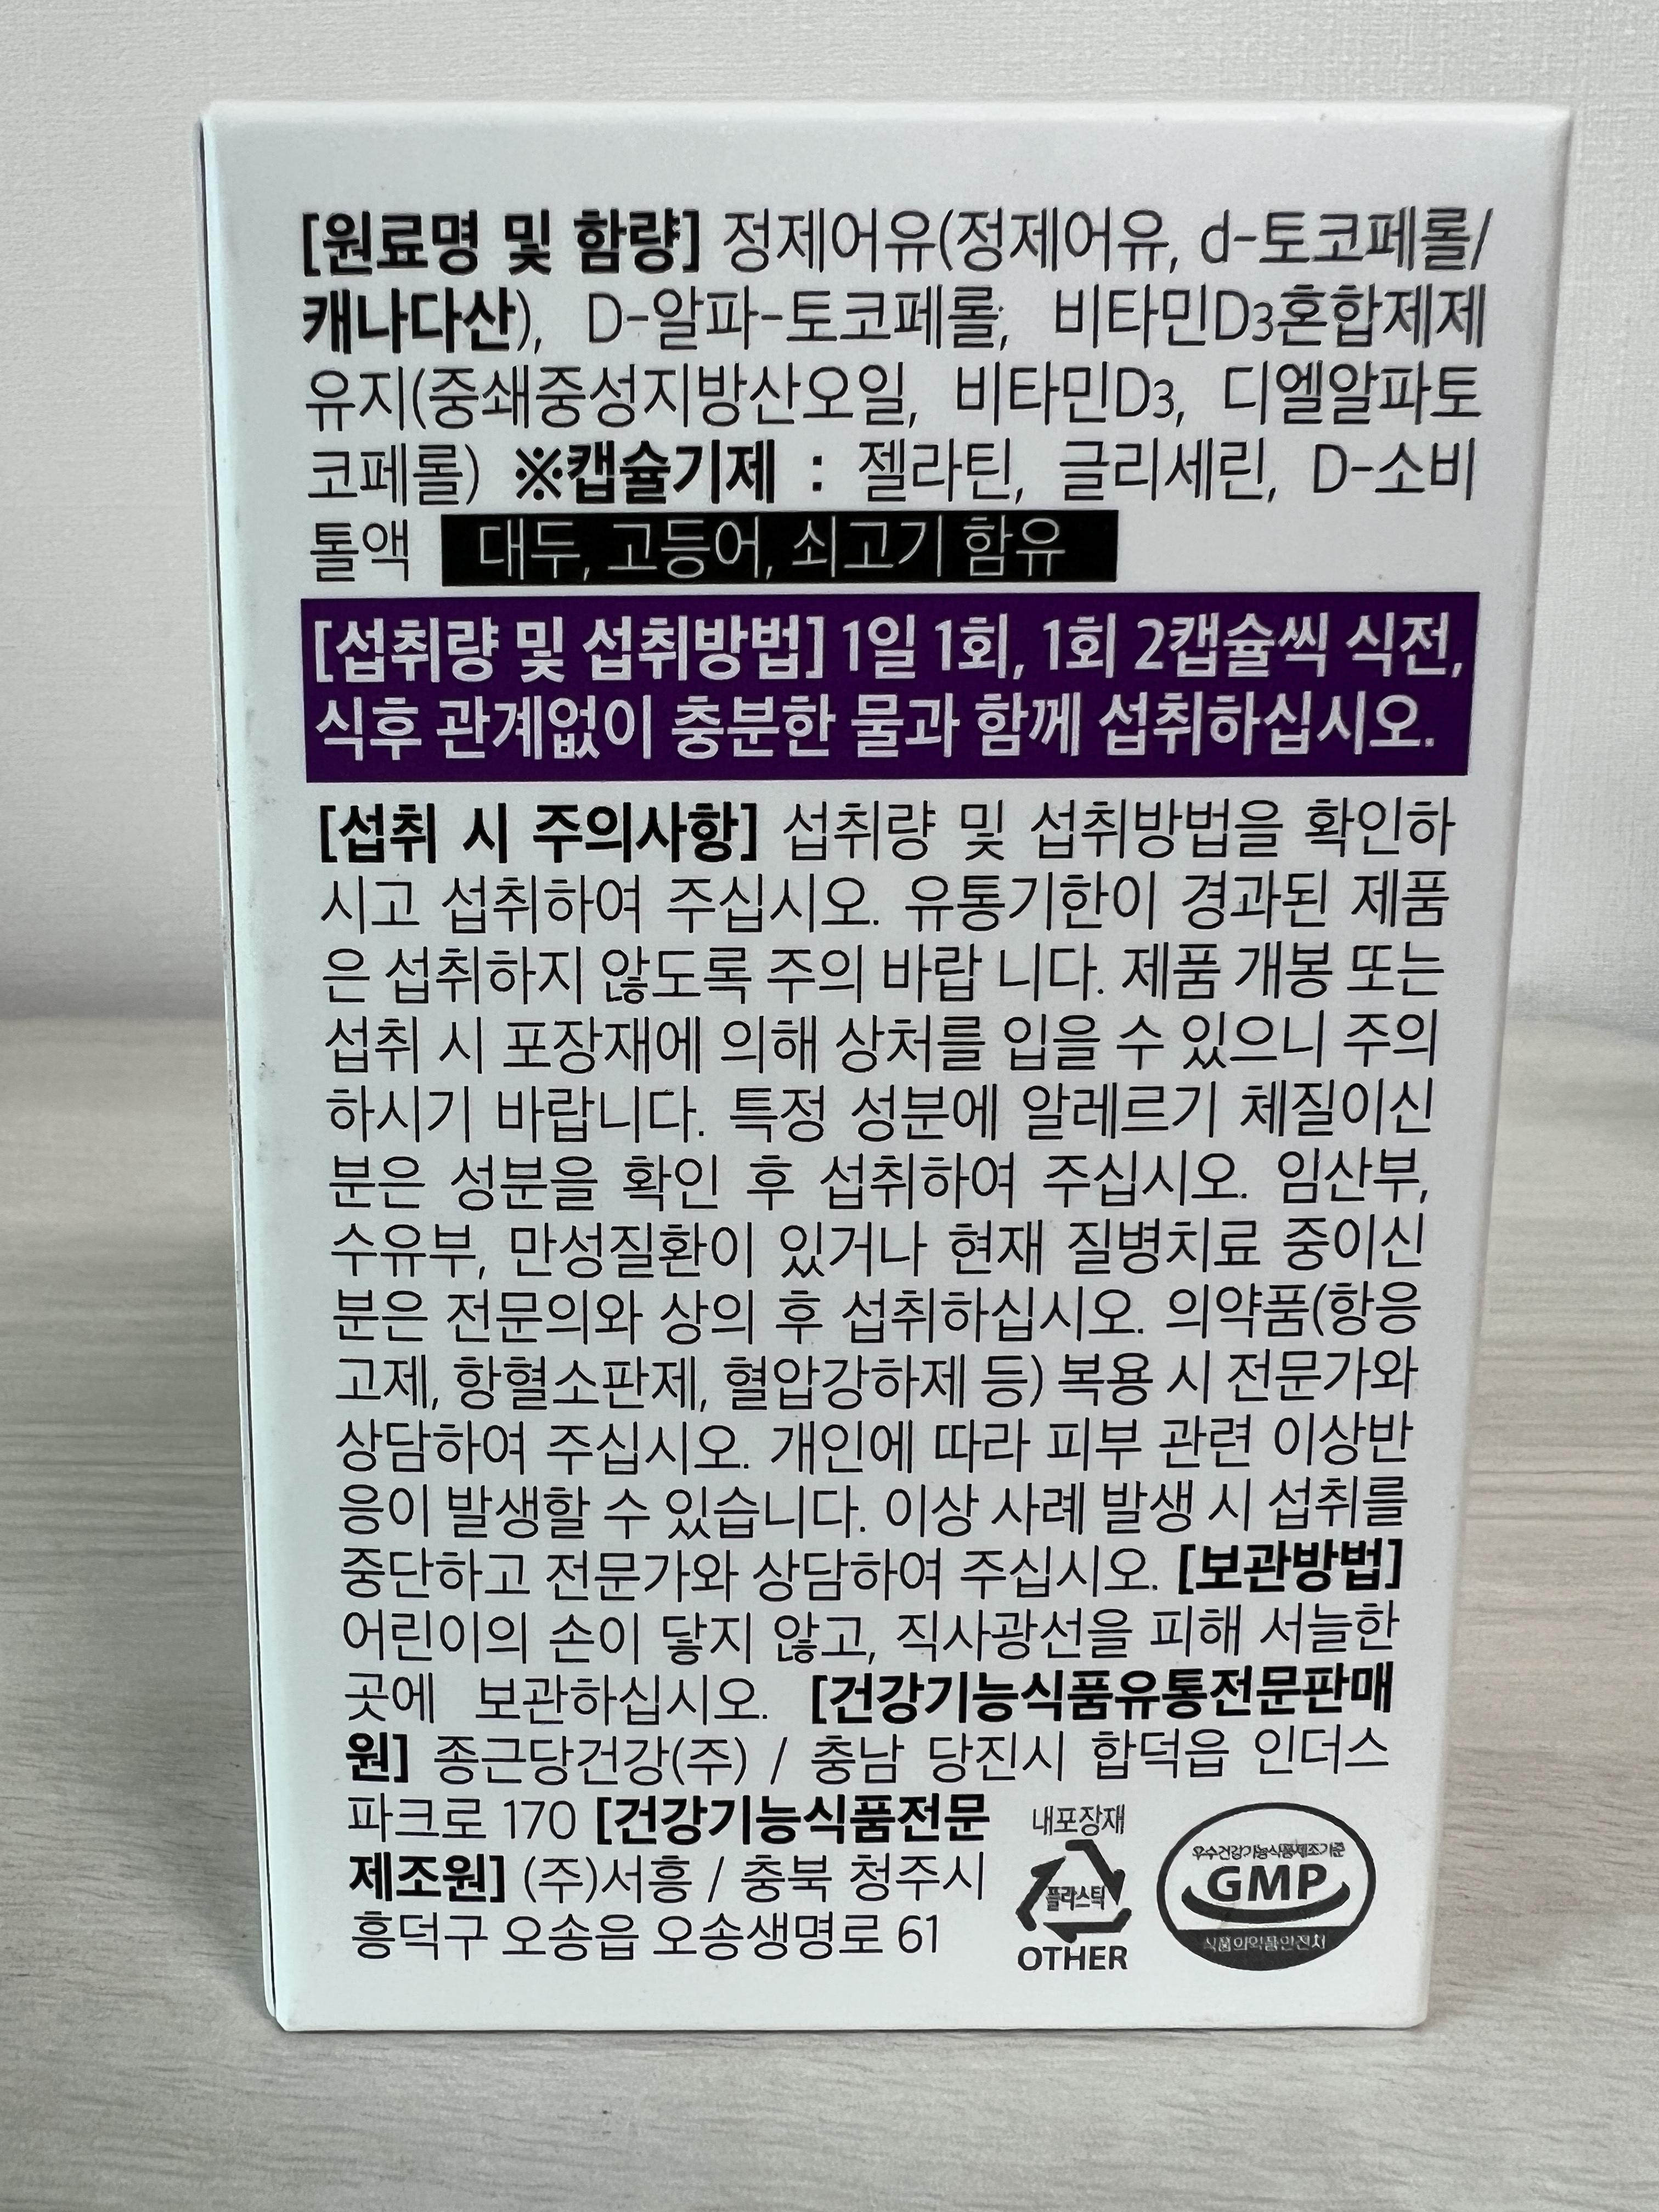 [원료명 및 함량] 정제어유(정제어유, d-토코페롤/
캐나다산), D-알파-토코페롤, 비타민D3혼합제제
유지(중쇄중성지방산오일, 비타민D3, 디엘알파토
코페롤) ※캡슐기제 : 젤라틴, 글리세린, D-소비
톨액 대두, 고등어, 쇠고기 함유
[섭취량 및 섭취방법] 1일 1회, 1회 2캡슐씩 식전,
식후 관계없이 충분한 물과 함께 섭취하십시오.
[섭취 시 주의사항] 섭취량 및 섭취방법을 확인하
시고 섭취하여 주십시오. 유통기한이 경과된 제품
은 섭취하지 않도록 주의 바랍 니다. 제품 개봉 또는
섭취 시 포장재에 의해 상처를 입을 수 있으니 주의
하시기 바랍니다. 특정 성분에 알레르기 체질이신
분은 성분을 확인 후 섭취하여 주십시오. 임산부,
수유부, 만성질환이 있거나 현재 질병치료 중이신
분은 전문의와 상의 후 섭취하십시오. 의약품(항응
고제, 항혈소판제, 혈압강하제 등) 복용 시 전문가와
상담하여 주십시오. 개인에 따라 피부 관련 이상반
응이 발생할 수 있습니다. 이상 사례 발생 시 섭취를
중단하고 전문가와 상담하여 주십시오. [보관방법]
어린이의 손이 닿지 않고, 직사광선을 피해 서늘한
곳에 보관하십시오. [건강기능식품유통전문판매
원] 종근당건강(주) / 충남 당진시 합덕읍 인더스
파크로 170 [건강기능식품전문
제조원] (주)서흥 / 충북 청주시
흥덕구 오송읍 오송생명로 61
내포장재
플라스틱
OTHER
우수건강기능식품제조기준
GMP
식품의약품안전처